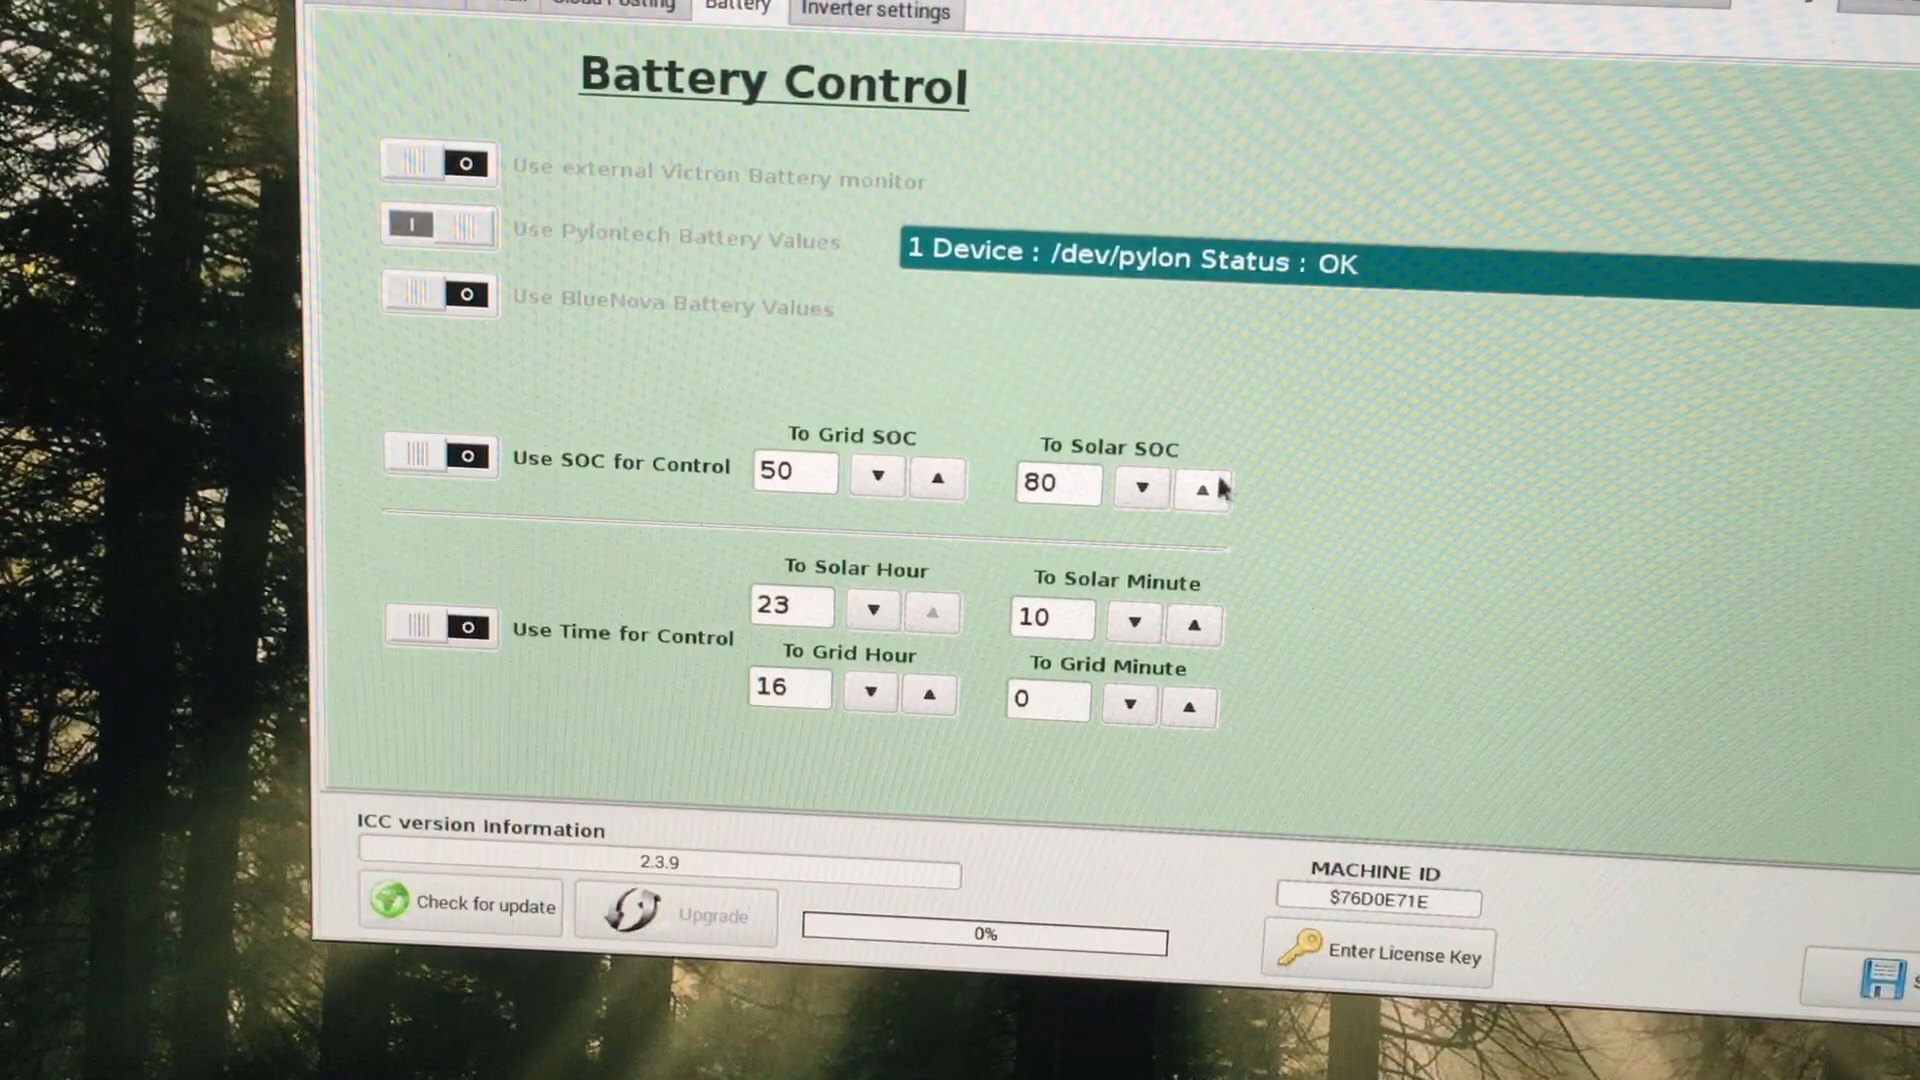 Battery
Inverter settings
Battery Control
Use external Victron Battery monitor
Use Pylontech Battery Values
1 Device : /dev/pylon Status : OK
Use BlueNova Battery Values
To Grid SOC
To Solar SOC
Use SOC for Control
50
80
To Solar Hour
To Solar Minute
23
10
Use Time for Control
To Grid Hour
To Grid Minute
16
0
ICC version Information
2.3.9
MACHINE ID
$76D0E71E
Check for update
Upgrade
0%
Enter License Key